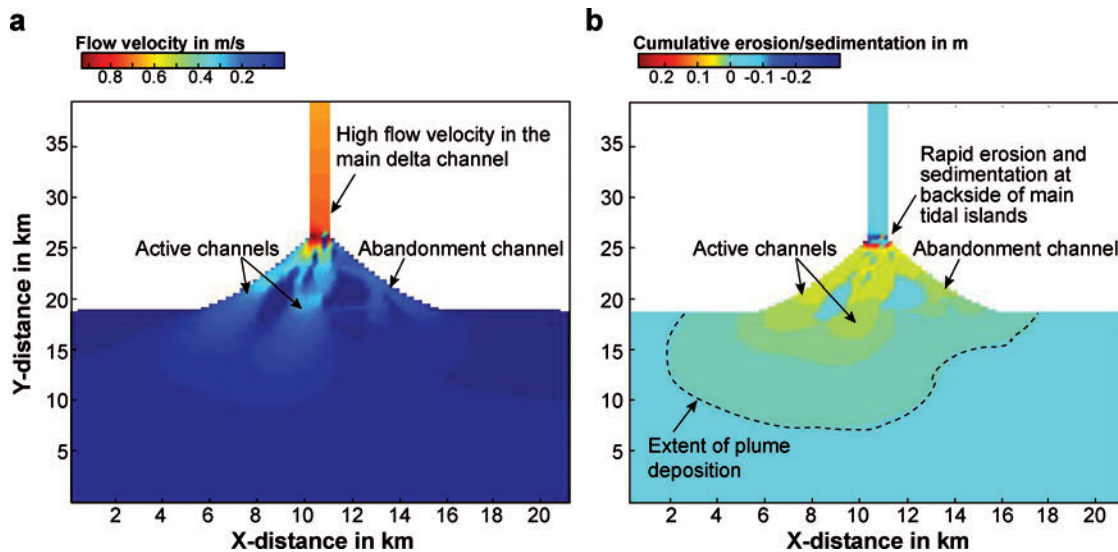 a
Flow velocity in m/s
0.8 0.6 0.4 0.2
35
30
25
20
15
10
5
Y-distance in km
High flow velocity in the
main delta channel
Active channels
Abandonment channel
2 4 6 8 10 12 14 16 18 20
X-distance in km
b
Cumulative erosion/sedimentation in m
0.2 0.1 0 -0.1 -0.2
35
30
25
20
15
10
5
Rapid erosion and
sedimentation at
backside of main
tidal islands
Active channels
Abandonment channel
Extent of plume
deposition
2 4 6 8 10 12 14 16 18 20
X-distance in km